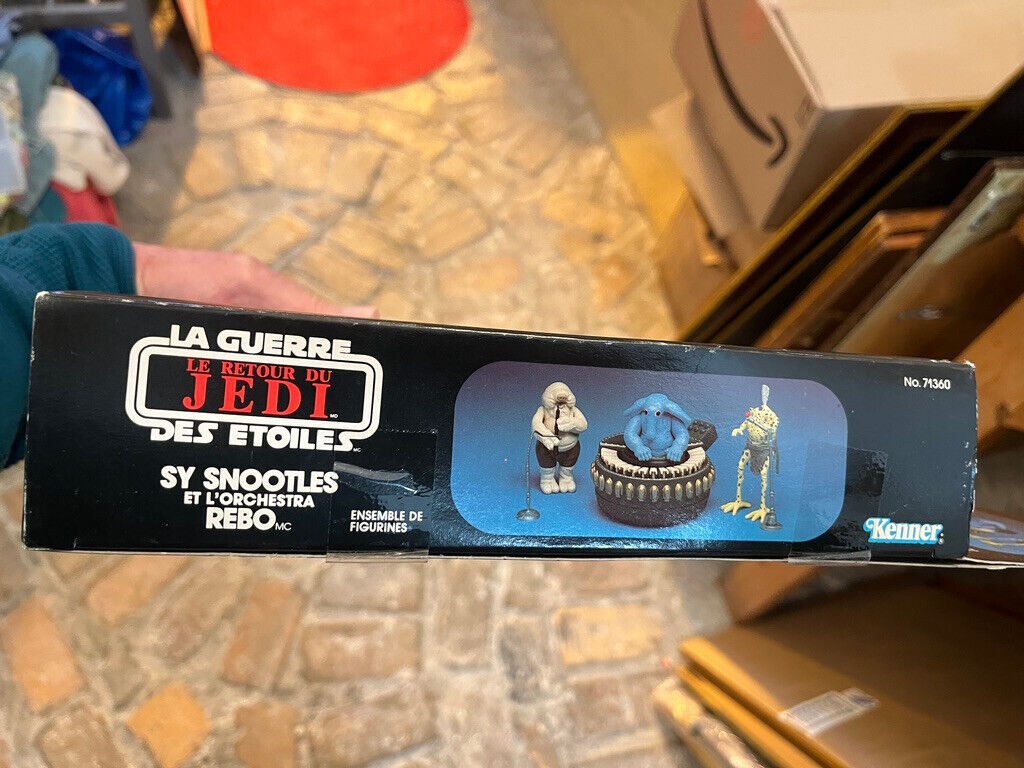 LA GUERRE
LE RETOUR DU
JEDI MD
DES ETOILES MC
SY SNOOTLES
ET L'ORCHESTRA
REBO MC
ENSEMBLE DE
FIGURINES
No. 71360
Kenner